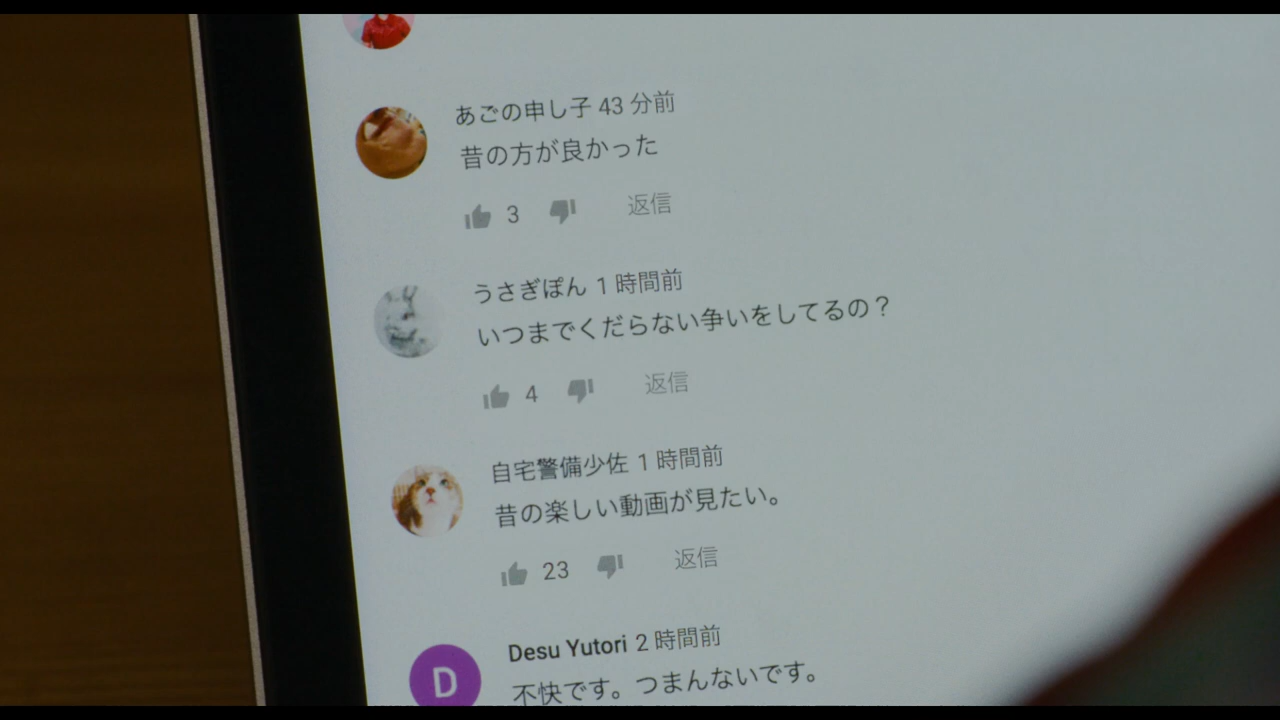 あごの申し子 43 分前
昔の方が良かった
3 返信
うさぎぽん 1 時間前
いつまでくだらない争いをしてるの？
4 返信
自宅警備少佐 1 時間前
昔の楽しい動画が見たい。
23 返信
D
Desu Yutori 2 時間前
不快です。つまんないです。